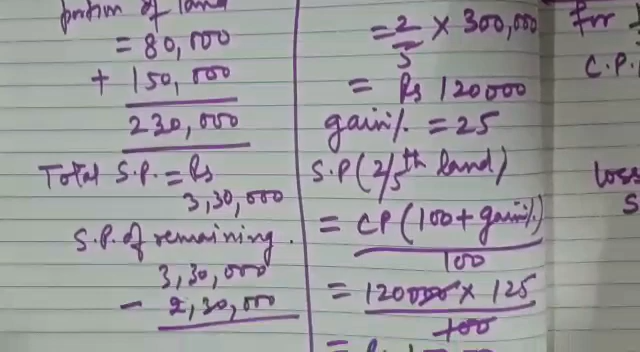 portion of land
= 80,000
+ 150,000
230,000
Total S.P. = Rs
3,30,000
S.P. of remaining.
3,30,000
- 2,30,000
= 2/5 × 300,000
= Rs 120000
gain% = 25
S.P (2/5th land)
= CP (100 + gain%)
100
= 120000 × 125
100
=
for
C.P.
loss
S